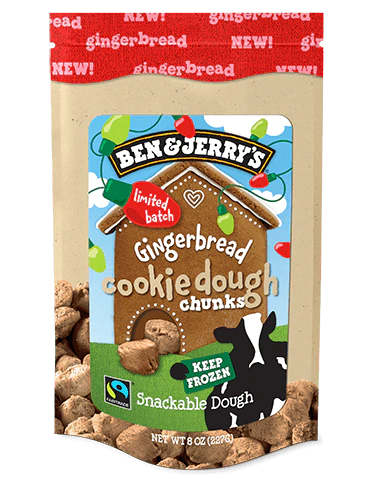 gingerbread
NEW!
gingerbread
NEW!
gingerbread
NEW!
BEN & JERRY'S
limited
batch
Gingerbread
cookie dough
chunks
KEEP
FROZEN
FAIRTRADE
Snackable Dough
NET WT 8 OZ (227G)